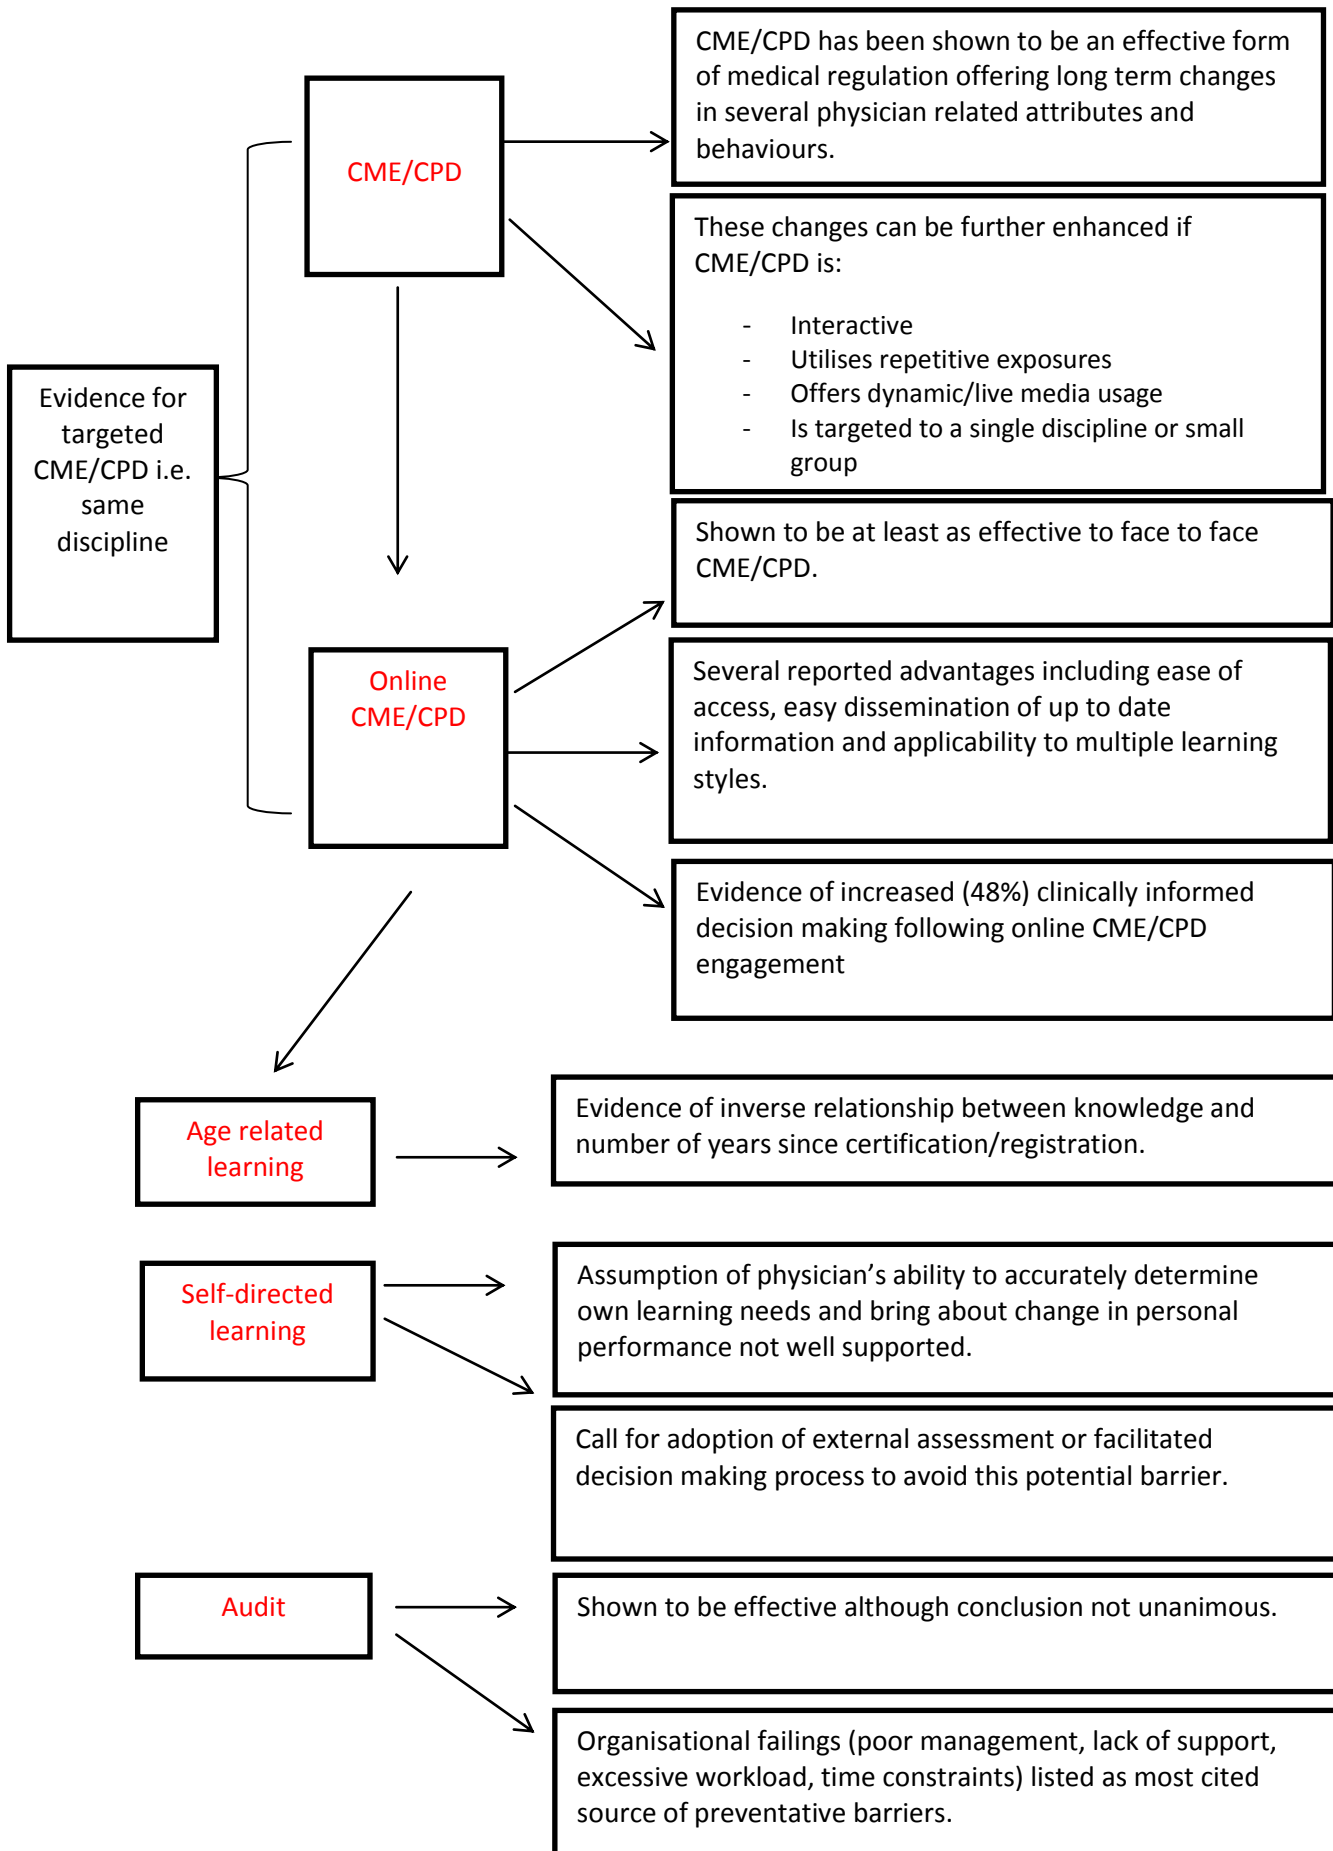 CME/CPD has been shown to be an effective form
of medical regulation offering long term changes
in several physician related attributes and
behaviours.
CME/CPD
These changes can be further enhanced if
CME/CPD is:
- Interactive
- Utilises repetitive exposures
- Offers dynamic/live media usage
- Is targeted to a single discipline or small
group
Evidence for
targeted
CME/CPD i.e.
same
discipline
Shown to be at least as effective to face to face
CME/CPD.
Online
CME/CPD
Several reported advantages including ease of
access, easy dissemination of up to date
information and applicability to multiple learning
styles.
Evidence of increased (48%) clinically informed
decision making following online CME/CPD
engagement
Age related
learning
Evidence of inverse relationship between knowledge and
number of years since certification/registration.
Self-directed
learning
Assumption of physician’s ability to accurately determine
own learning needs and bring about change in personal
performance not well supported.
Call for adoption of external assessment or facilitated
decision making process to avoid this potential barrier.
Audit
Shown to be effective although conclusion not unanimous.
Organisational failings (poor management, lack of support,
excessive workload, time constraints) listed as most cited
source of preventative barriers.